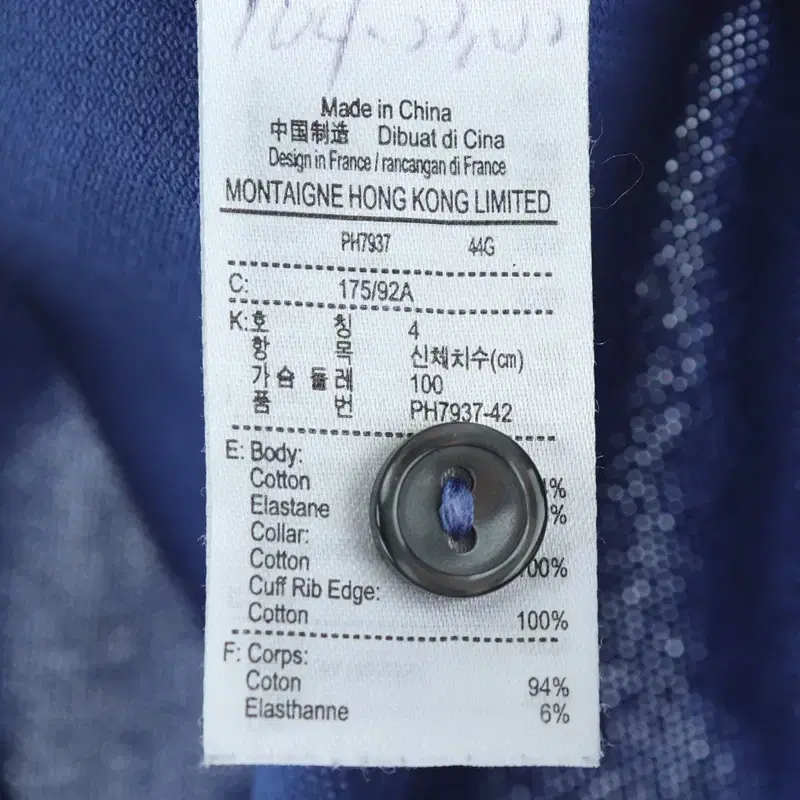 Made in China
中国制造 Dibuat di Cina
Design in France / rancangan di France
MONTAIGNE HONG KONG LIMITED
PH7937 44G
C: 175/92A
K:호 칭 4
항 목 신체치수(cm)
가슴 둘레 100
품 번 PH7937-42
E: Body:
Cotton %
Elastane %
Collar:
Cotton 00%
Cuff Rib Edge:
Cotton 100%
F: Corps:
Coton 94%
Elasthanne 6%